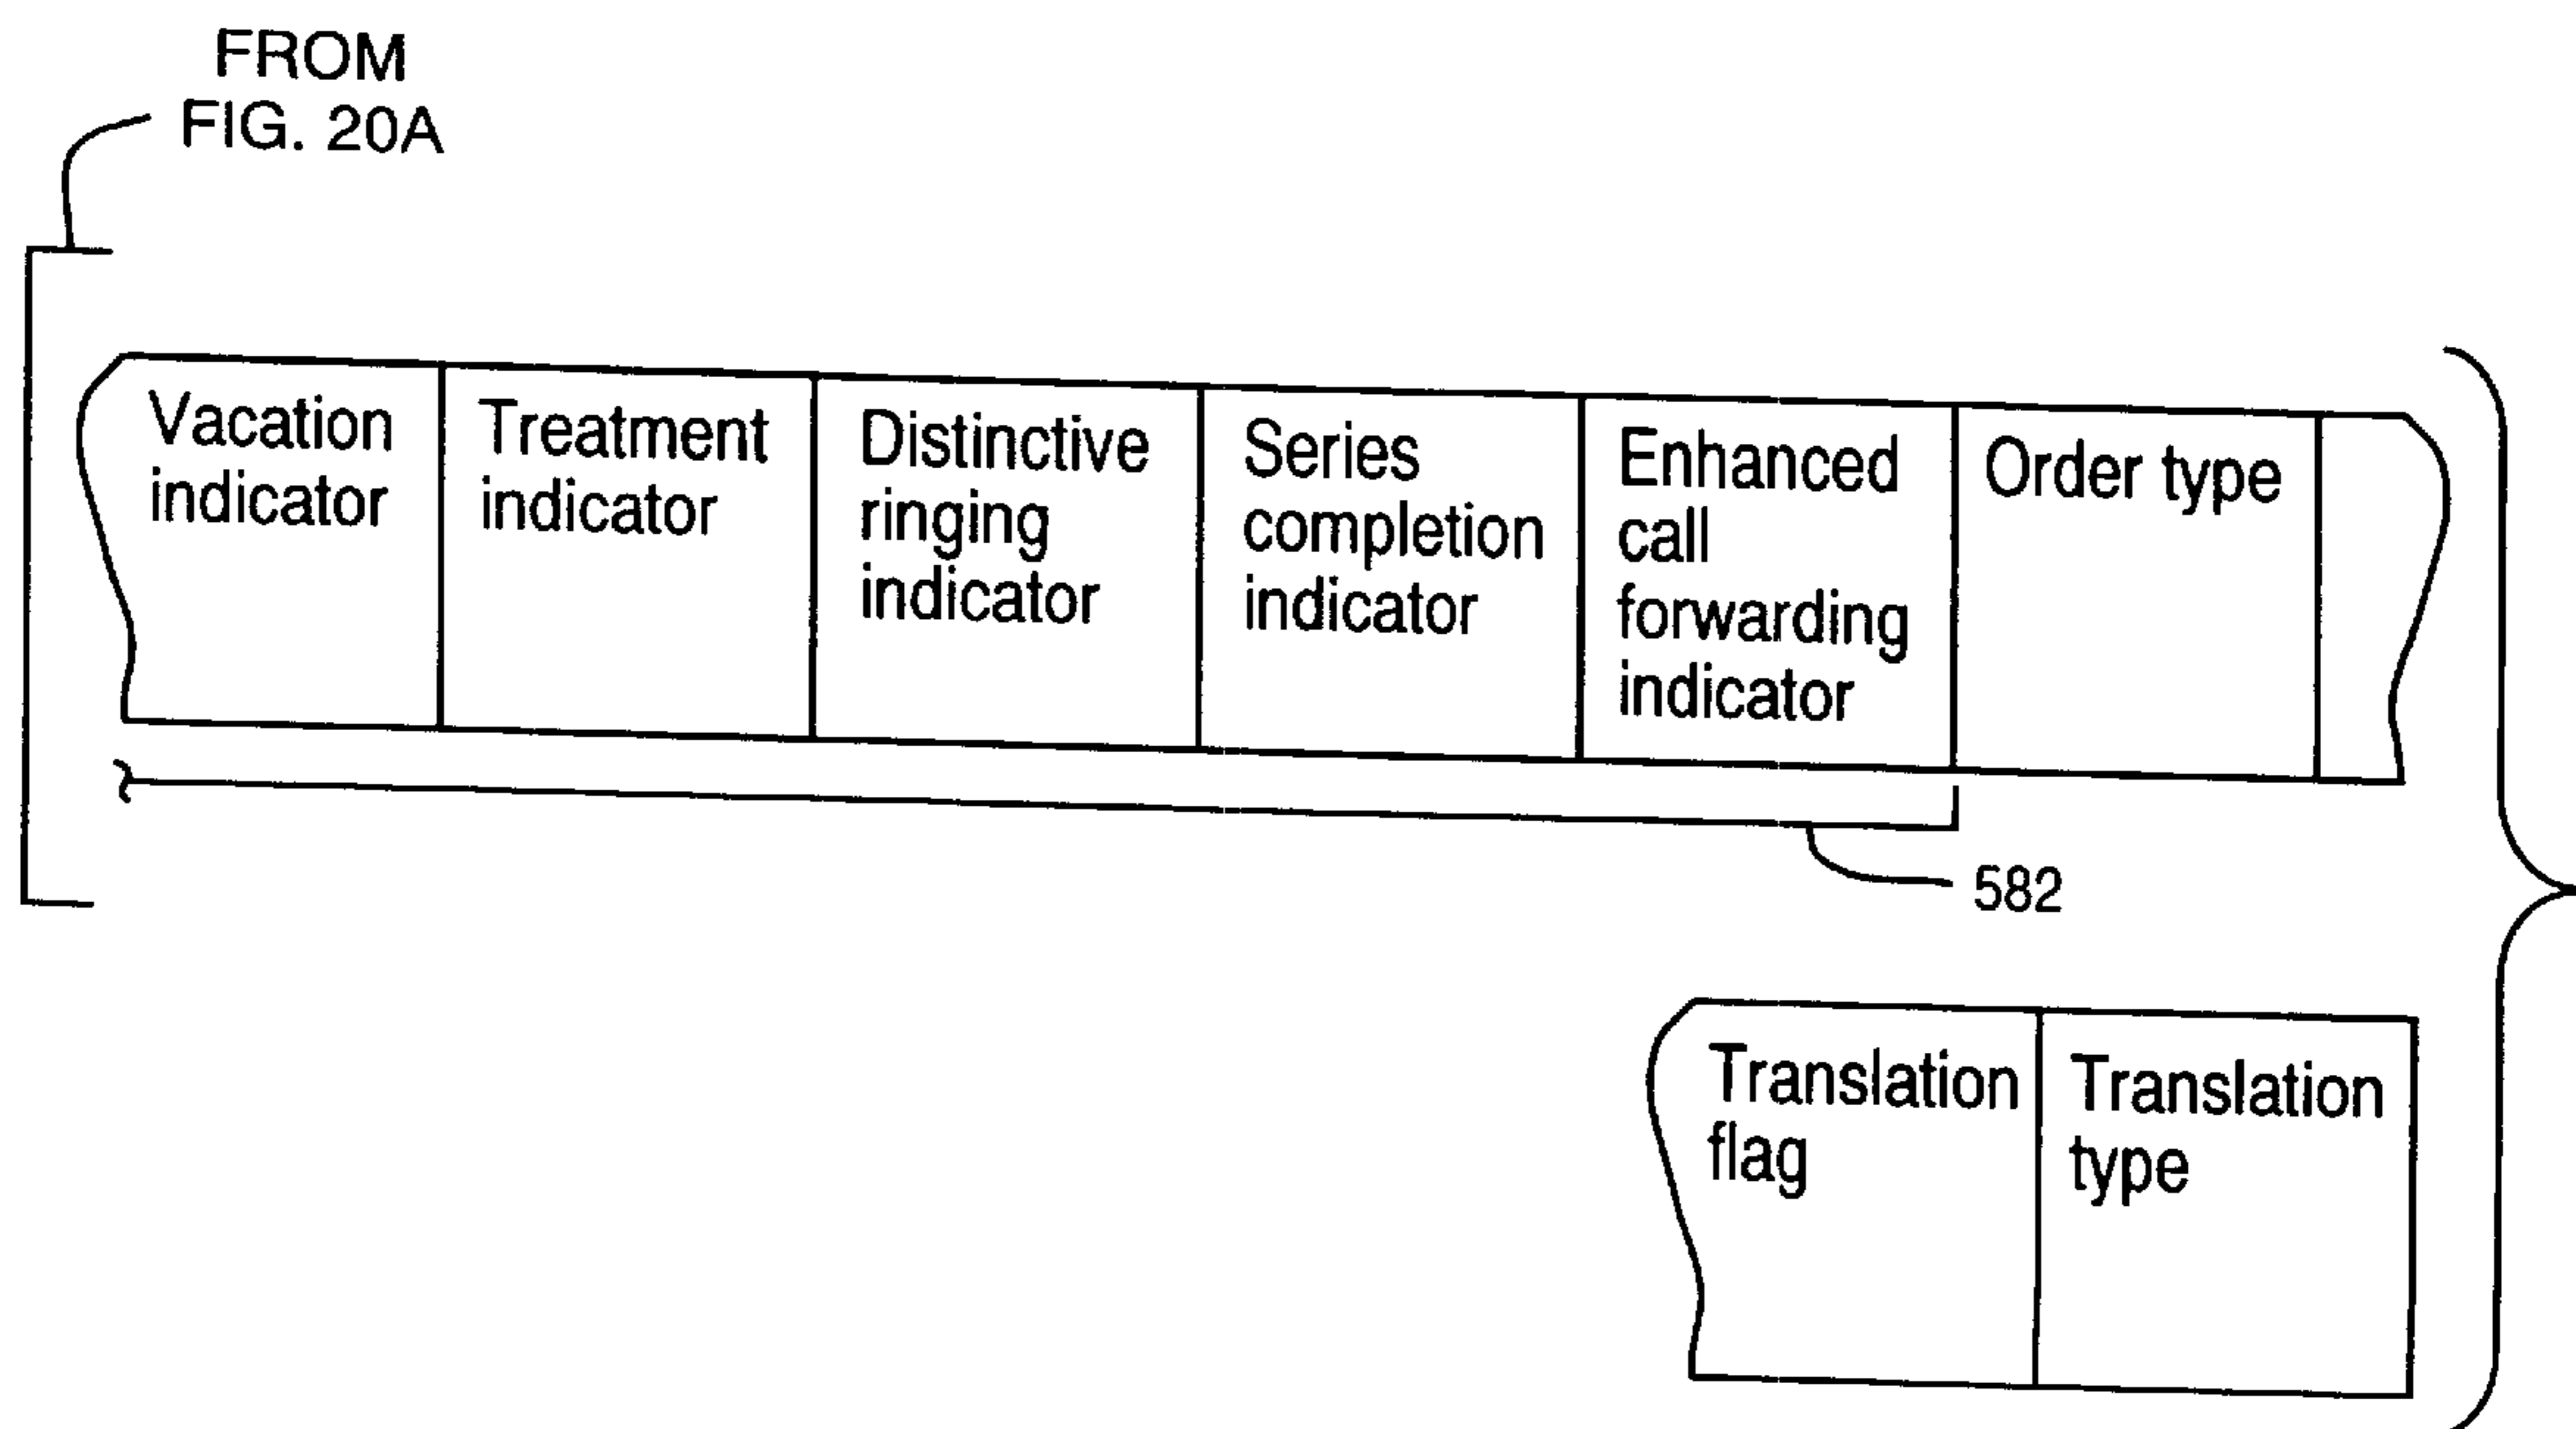 FROM
FIG. 20A
Vacation
indicator
Treatment
indicator
Distinctive
ringing
indicator
Series
completion
indicator
Enhanced
call
forwarding
indicator
Order type
582
Translation
flag
Translation
type